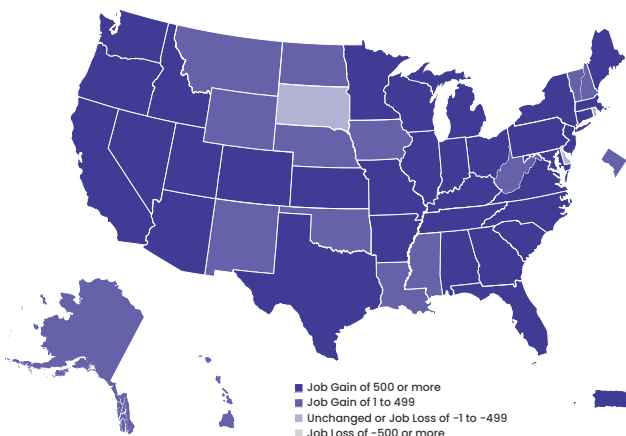 Job Gain of 500 or more
Job Gain of 1 to 499
Unchanged or Job Loss of -1 to -499
Job Loss of -500 or more